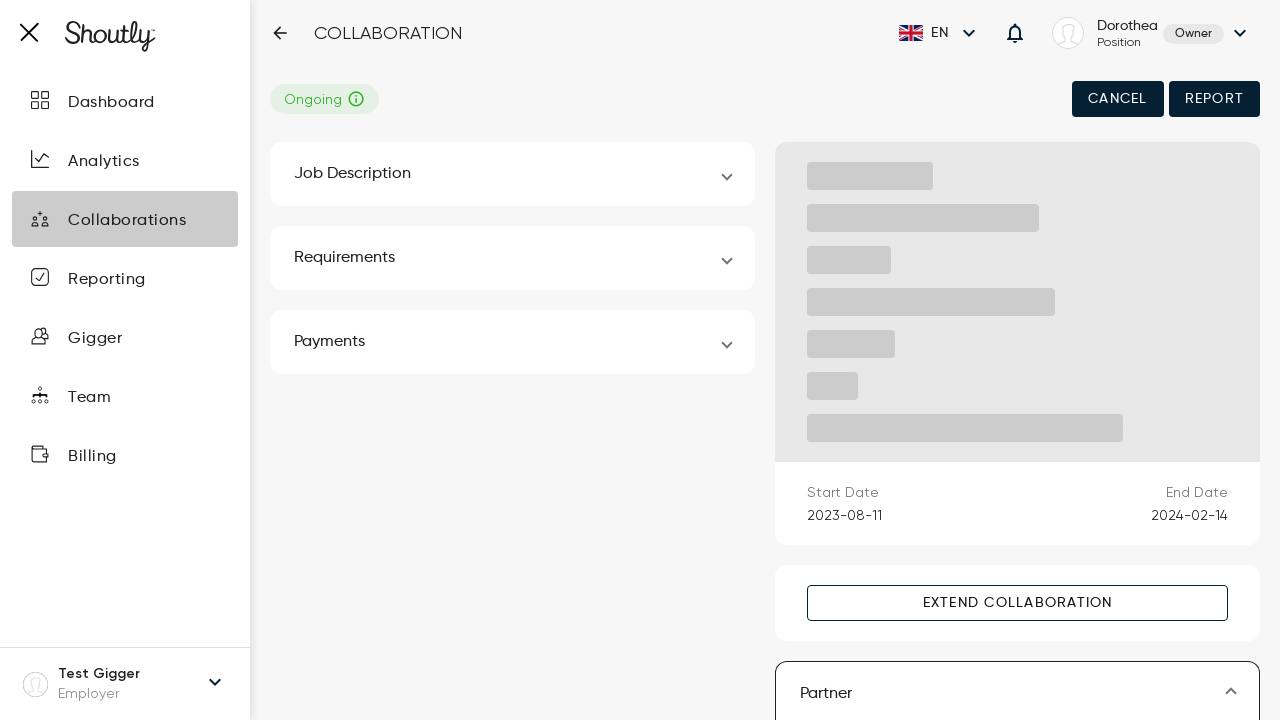 Shoutly
COLLABORATION
EN
Dorothea
Position
Owner
Dashboard
Analytics
Collaborations
Reporting
Gigger
Team
Billing
Test Gigger
Employer
Ongoing
CANCEL
REPORT
Job Description
Requirements
Payments
Start Date
End Date
2023-08-11
2024-02-14
EXTEND COLLABORATION
Partner